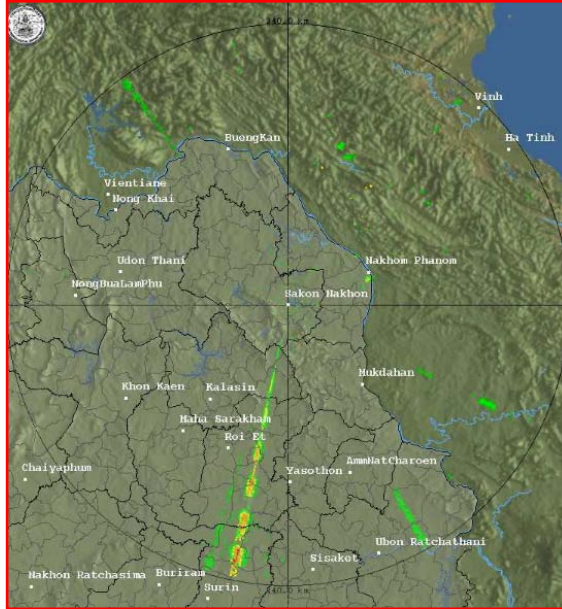 240.0 km
Vinh
Ha Tinh
BuengKan
Vientiane
Nong Khai
Udon Thani
Nakhom Phanom
NongBuaLamPhu
Sakon Nakhon
Mukdahan
Khon Kaen
Kalasin
Maha Sarakham
Roi Et
Chaiyaphum
Yasothon
AmmNatCharoen
Ubon Ratchathani
Sisaket
Nakhon Ratchasima
Buriram
Surin
240.0 km